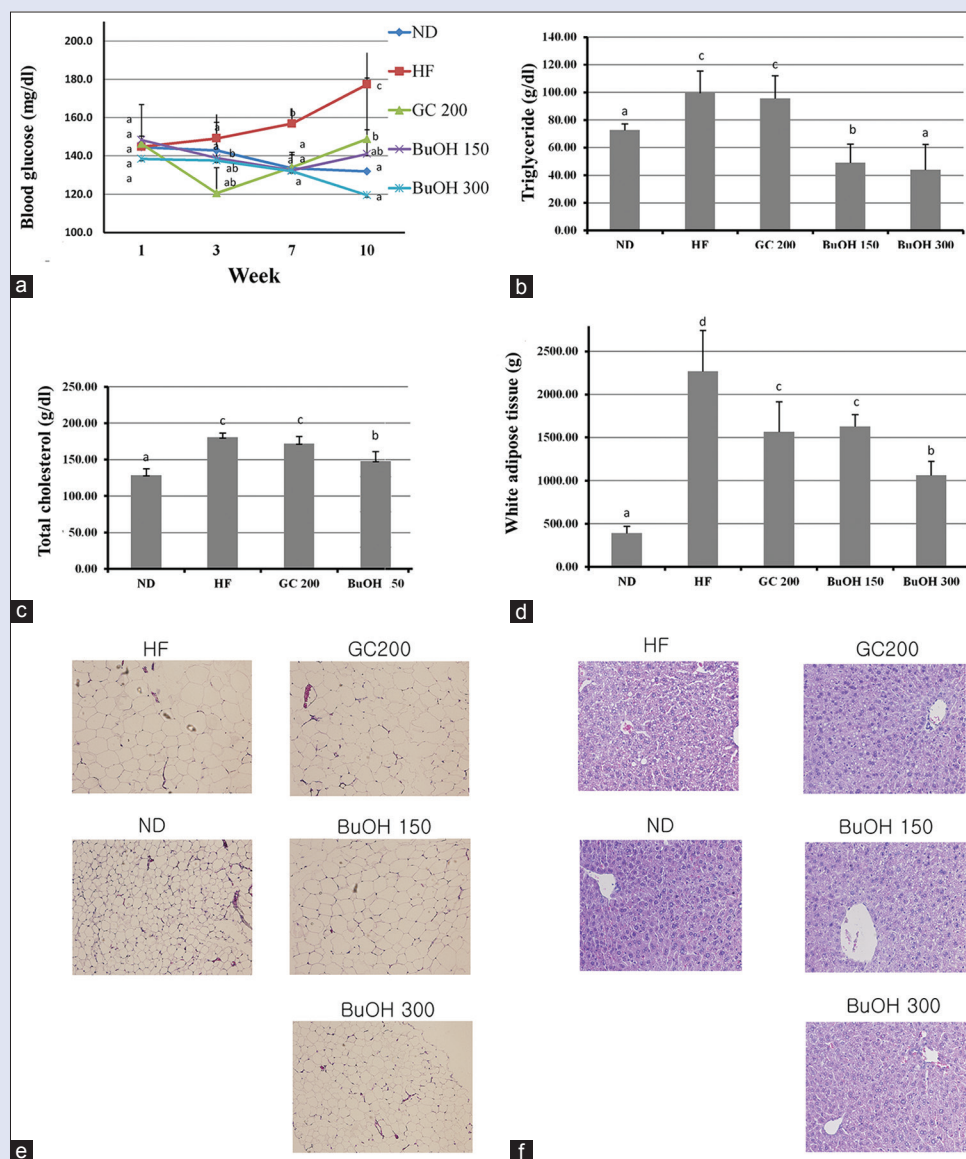 200.0
180.0
160.0
140.0
120.0
100.0
Blood glucose (mg/dl)
a
a
a
a
a
a
a
b
ab
ab
b
a
a
a
a
a
c
b
ab
a
a
1
3
7
10
Week
ND
HF
GC 200
BuOH 150
BuOH 300
a
140.00
120.00
100.00
80.00
60.00
40.00
20.00
0.00
Triglyceride (g/dl)
a
c
c
b
a
ND
HF
GC 200
BuOH 150
BuOH 300
b
250.00
200.00
150.00
100.00
50.00
0.00
Total cholesterol (g/dl)
a
c
c
b
ND
HF
GC 200
BuOH 150
c
2500.00
2000.00
1500.00
1000.00
500.00
0.00
White adipose tissue (g)
a
d
c
c
b
ND
HF
GC 200
BuOH 150
BuOH 300
d
HF
GC200
ND
BuOH 150
BuOH 300
e
HF
GC200
ND
BuOH 150
BuOH 300
f